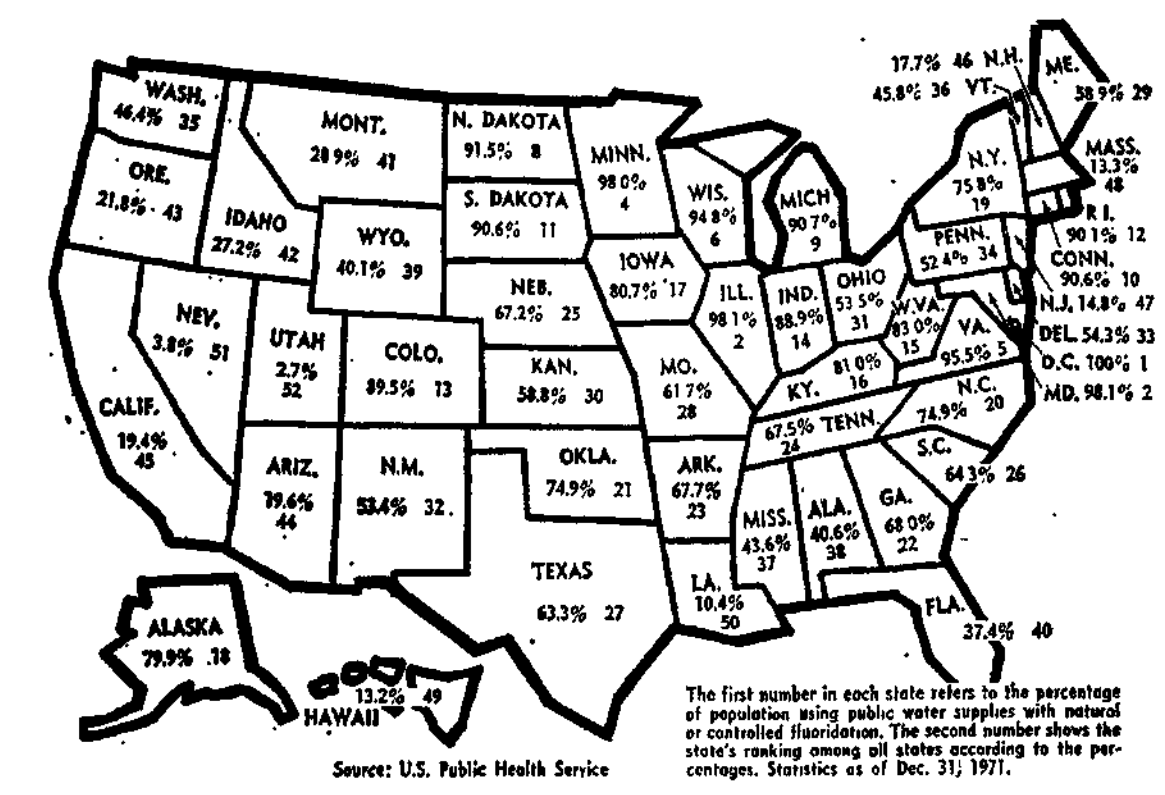 17.7% 46 N.H.
45.8% 36 VT.
ME.
58.9% 29
WASH.
46.4% 35
MONT.
28.9% 41
N. DAKOTA
91.5% 8
MINN.
98.0%
4
ORE.
21.8% 43
IDAHO
27.2% 42
WYO.
40.1% 39
S. DAKOTA
90.6% 11
WIS.
94.8%
6
MICH
90.7%
9
N.Y.
75.8%
19
MASS.
13.3%
48
R I.
90.1% 12
CONN.
90.6% 10
N.J. 14.8% 47
DEL. 54.3% 33
D.C. 100% 1
MD. 98.1% 2
PENN.
52.4% 34
IOWA
80.7% 17
NEB.
67.2% 25
NEV.
3.8% 51
UTAH
2.7%
52
COLO.
89.5% 13
KAN.
58.8% 30
MO.
61.7%
28
ILL.
98.1%
2
IND.
88.9%
14
OHIO
53.5%
31
W.VA.
83.0%
15
VA.
95.5% 5
KY.
81.0%
16
N.C.
74.9% 20
67.5% TENN.
24
S.C.
64.3% 26
CALIF.
19.4%
45
ARIZ.
19.6%
44
N.M.
53.4% 32.
OKLA.
74.9% 21
ARK.
67.7%
23
MISS.
43.6%
37
ALA.
40.6%
38
GA.
68.0%
22
TEXAS
63.3% 27
LA.
10.4%
50
FLA.
37.4% 40
ALASKA
79.9% .18
13.2% 49
HAWAII
The first number in each state refers to the percentage
of population using public water supplies with natural
or controlled fluoridation. The second number shows the
state's ranking among all states according to the per-
centages. Statistics as of Dec. 31, 1971.
Source: U.S. Public Health Service